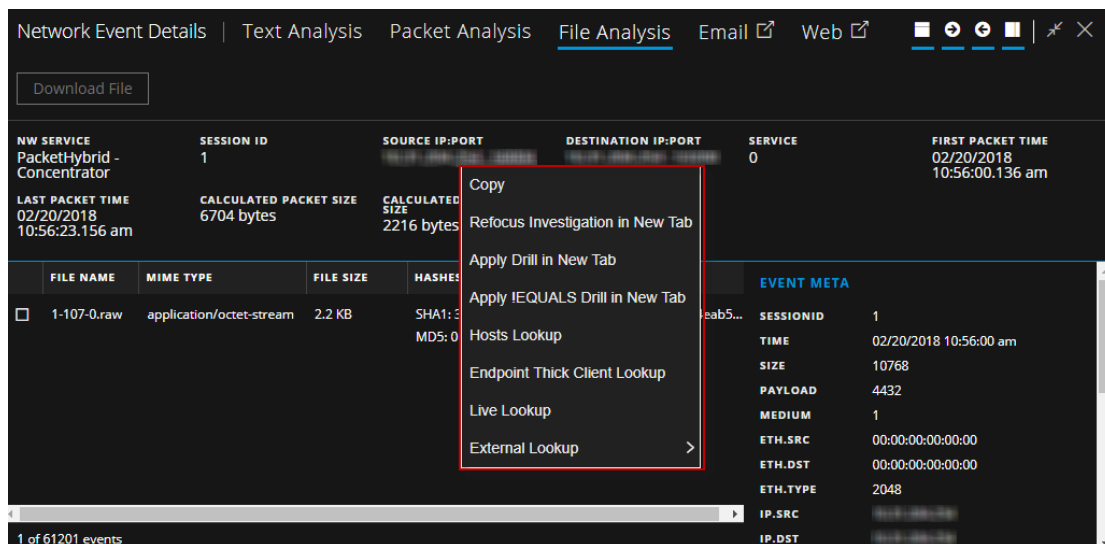 Network Event Details | Text Analysis Packet Analysis File Analysis Email Web
Download File
NW SERVICE SESSION ID SOURCE IP:PORT DESTINATION IP:PORT SERVICE FIRST PACKET TIME
PacketHybrid - 1 0 02/20/2018
Concentrator 10:56:00.136 am
LAST PACKET TIME CALCULATED PACKET SIZE CALCULATED
SIZE
02/20/2018 6704 bytes 2216 bytes
10:56:23.156 am
Copy
Refocus Investigation in New Tab
Apply Drill in New Tab
Apply !EQUALS Drill in New Tab
Hosts Lookup
Endpoint Thick Client Lookup
Live Lookup
External Lookup
FILE NAME MIME TYPE FILE SIZE HASHES
1-107-0.raw application/octet-stream 2.2 KB SHA1: 3 eab5...
MD5: 0
EVENT META
SESSIONID 1
TIME 02/20/2018 10:56:00 am
SIZE 10768
PAYLOAD 4432
MEDIUM 1
ETH.SRC 00:00:00:00:00:00
ETH.DST 00:00:00:00:00:00
ETH.TYPE 2048
IP.SRC
IP.DST
1 of 61201 events